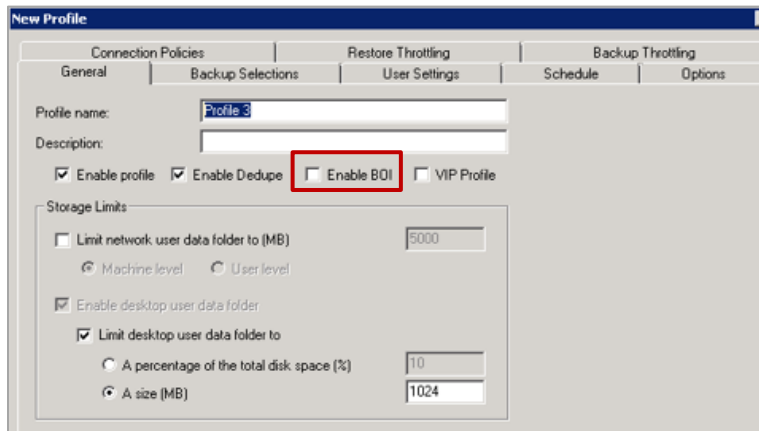 New Profile
Connection Policies Restore Throttling Backup Throttling
General Backup Selections User Settings Schedule Options
Profile name: Profile 3
Description:
Enable profile Enable Dedupe Enable BOI VIP Profile
Storage Limits
Limit network user data folder to (MB) 5000
Machine level User level
Enable desktop user data folder
Limit desktop user data folder to
A percentage of the total disk space (%) 10
A size (MB) 1024